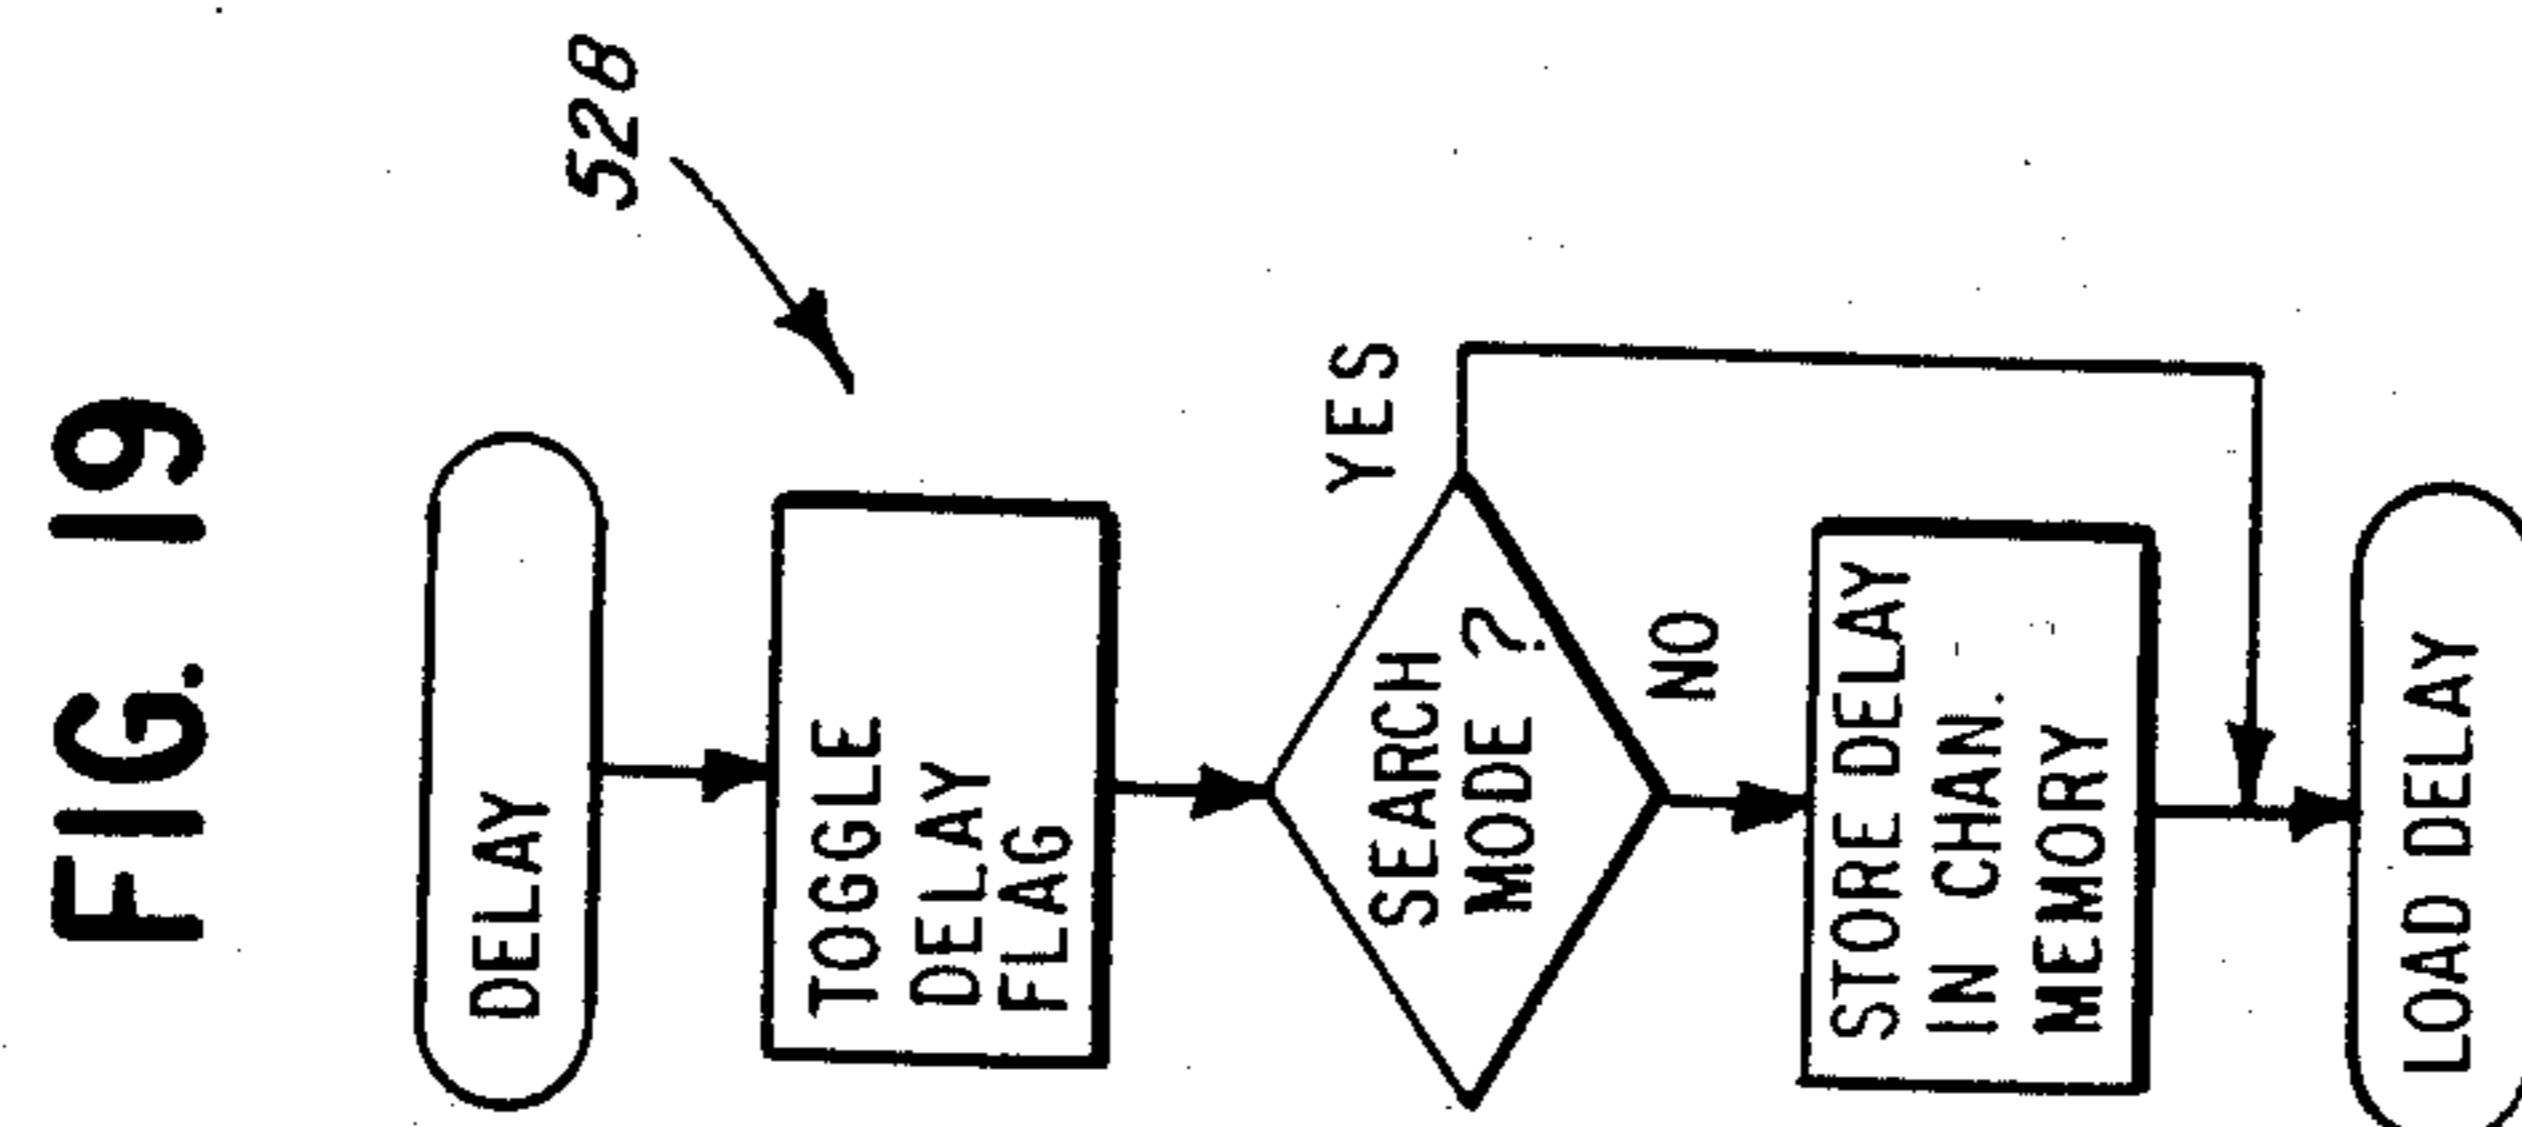 FIG. 19
528
DELAY
TOGGLE
DELAY
FLAG
SEARCH
MODE ?
YES
NO
STORE DELAY
IN CHAN.
MEMORY
LOAD DELAY